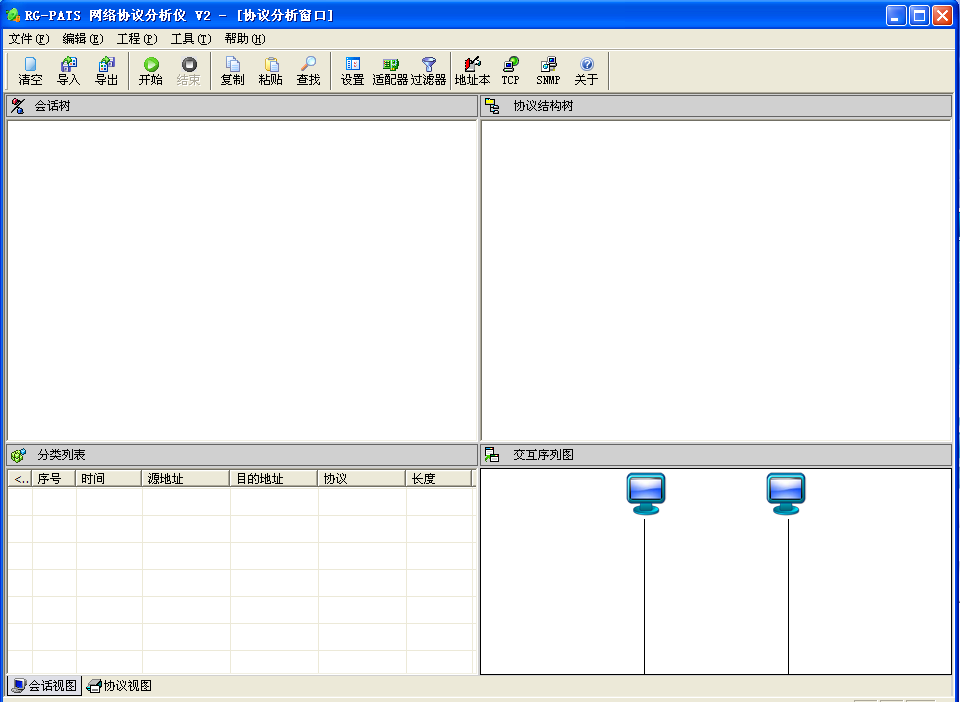 RG-PATS 网络协议分析仪 V2 - [协议分析窗口]
文件(F) 编辑(E) 工程(P) 工具(T) 帮助(H)
清空 导入 导出 开始 结束 复制 粘贴 查找 设置 适配器 过滤器 地址本 TCP SNMP 关于
会话树 协议结构树
分类列表 交互序列图
<.. 序号 时间 源地址 目的地址 协议 长度
会话视图 协议视图